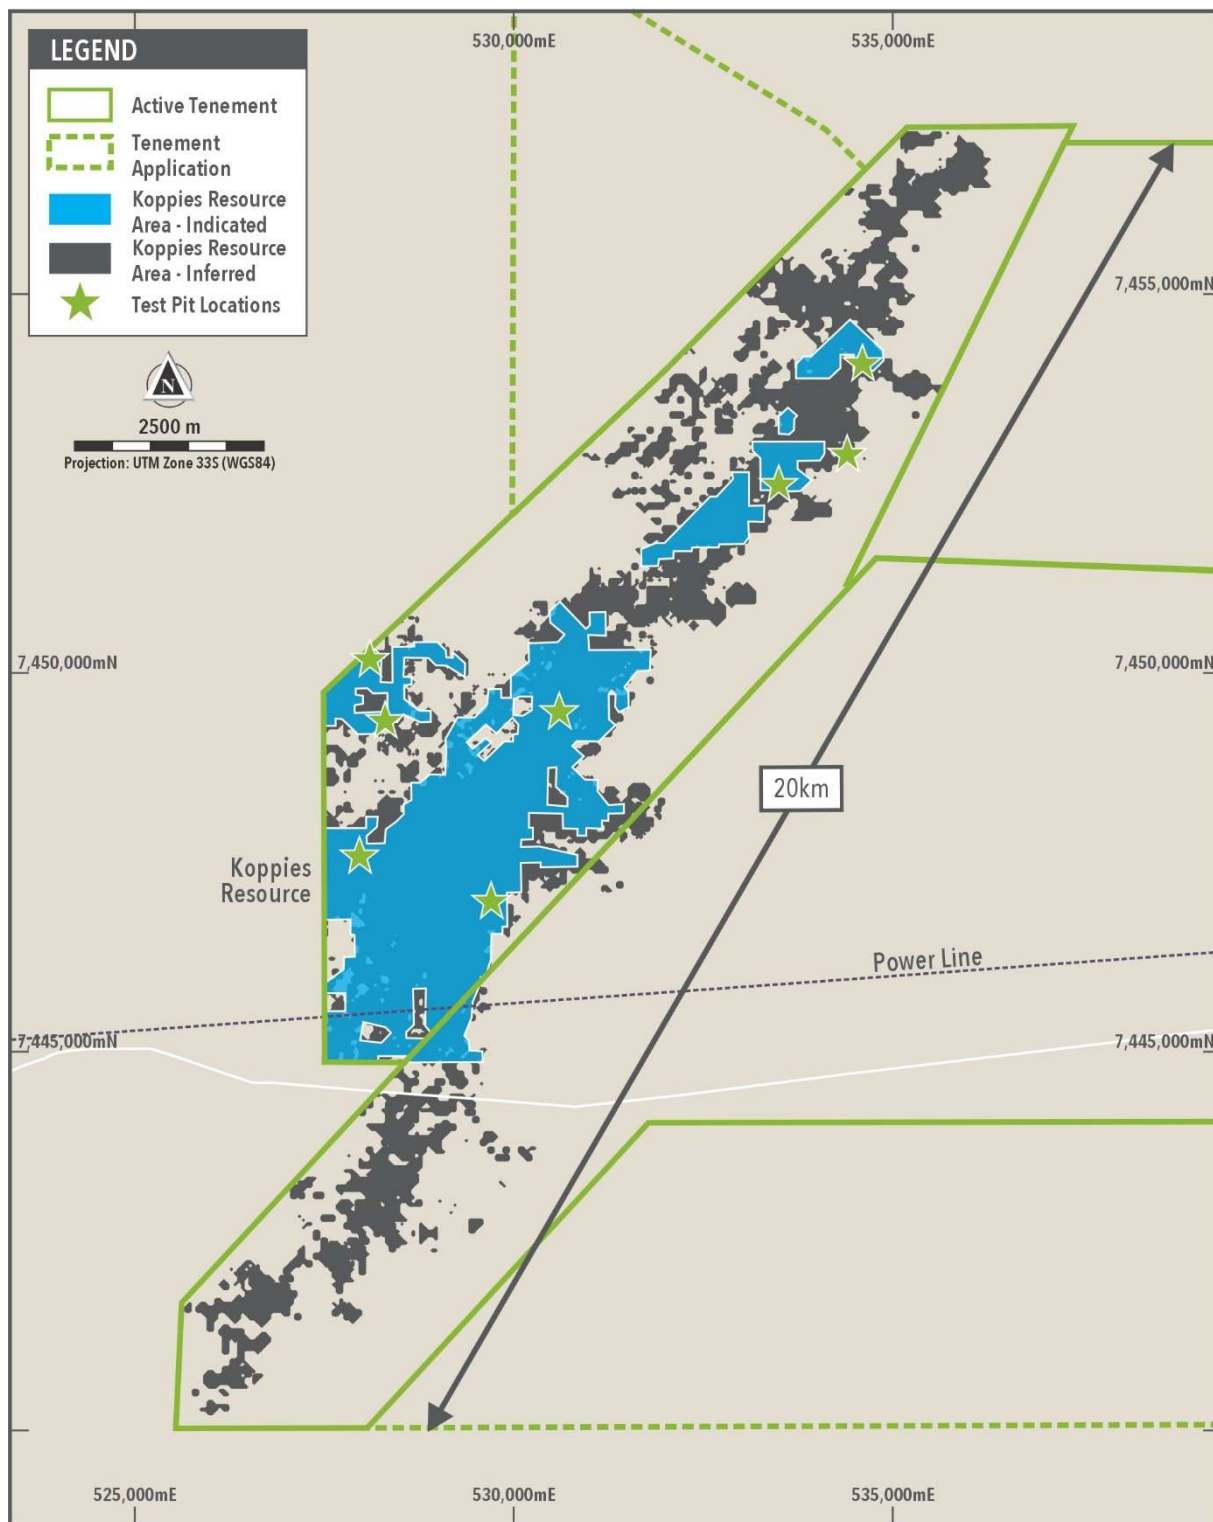 530,000mE
535,000mE
LEGEND
Active Tenement
Tenement
Application
Koppies Resource
Area - Indicated
Koppies Resource
Area - Inferred
Test Pit Locations
N
2500 m
Projection: UTM Zone 33S (WGS84)
7,455,000mN
7,450,000mN
7,450,000mN
20km
Koppies
Resource
Power Line
7,445,000mN
7,445,000mN
525,000mE
530,000mE
535,000mE